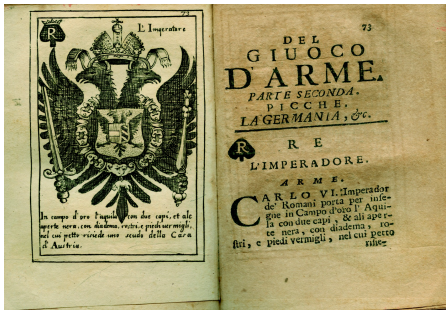 R
L'Imperatore
In campo d'oro l'aquila con due capi, et ale
aperte nera, con diadema, rostri, e piedi vermigli,
nel cui petto risiede uno scudo della Casa
d'Austria.
73
DEL
GIUOCO
D'ARME.
PARTE SECONDA.
PICCHE,
LA GERMANIA, &c.
R
R E
L'IMPERADORE.
ARME.
CARLO VI. Imperador
de' Romani porta per inse-
gne in Campo d'oro l' Aqui-
la con due capi, & ali aper-
te nera, con diadema, ro-
stri, e piedi vermigli, nel cui petto
risie-